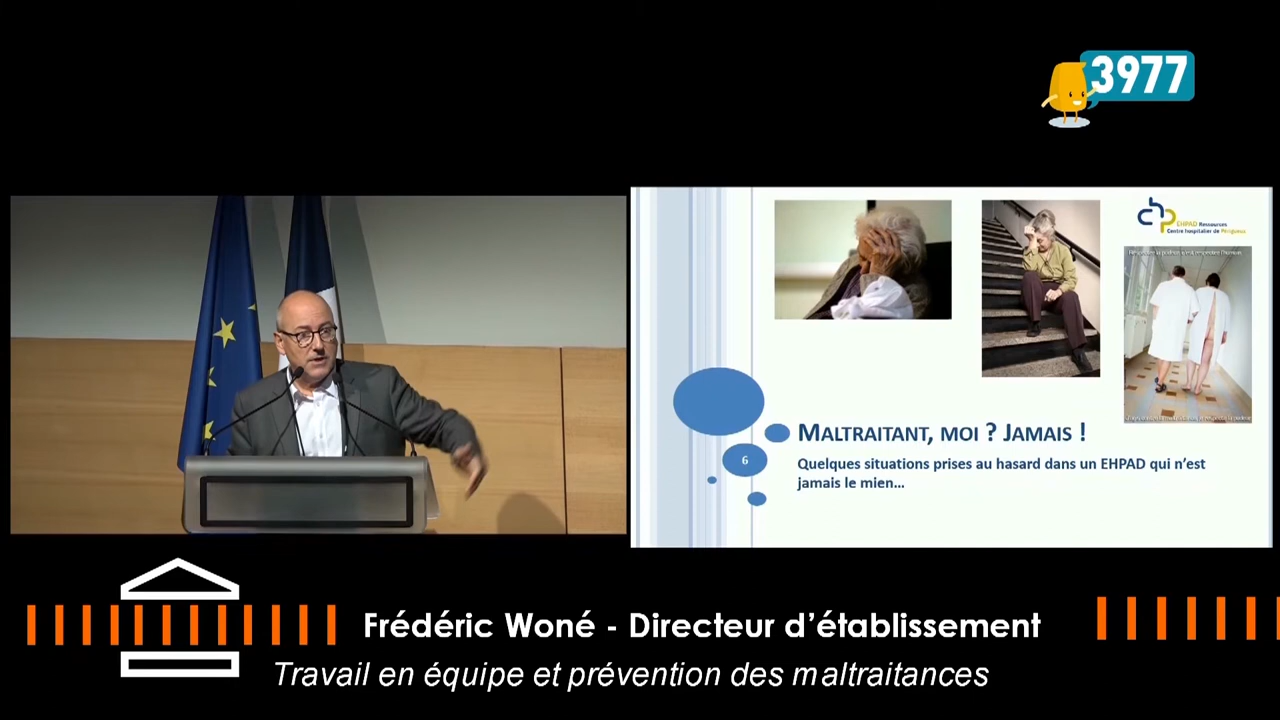 3977
EHPAD Ressources
Centre hospitalier de Périgueux
MALTRAITANT, MOI ? JAMAIS !
6
Quelques situations prises au hasard dans un EHPAD qui n'est
jamais le mien...
Frédéric Woné - Directeur d'établissement
Travail en équipe et prévention des maltraitances